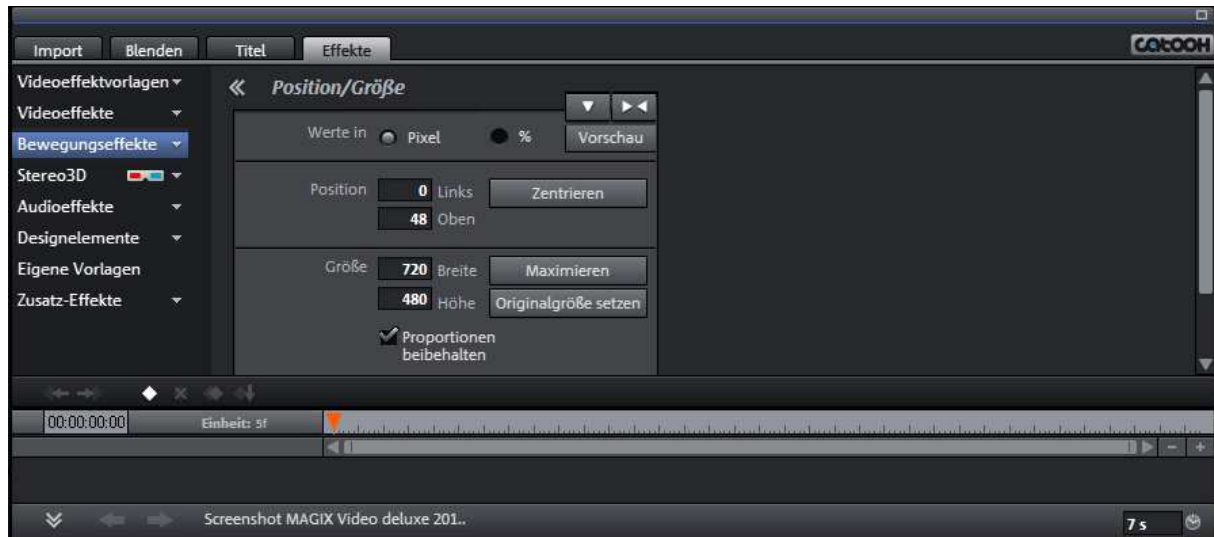 Import Blenden Titel Effekte catooh
Videoeffektvorlagen
Videoeffekte
Bewegungseffekte
Stereo3D
Audioeffekte
Designelemente
Eigene Vorlagen
Zusatz-Effekte
Position/Größe
Werte in Pixel % Vorschau
Position 0 Links Zentrieren
48 Oben
Größe 720 Breite Maximieren
480 Höhe Originalgröße setzen
Proportionen
beibehalten
00:00:00:00 Einheit: 5f
Screenshot MAGIX Video deluxe 201.. 7 s